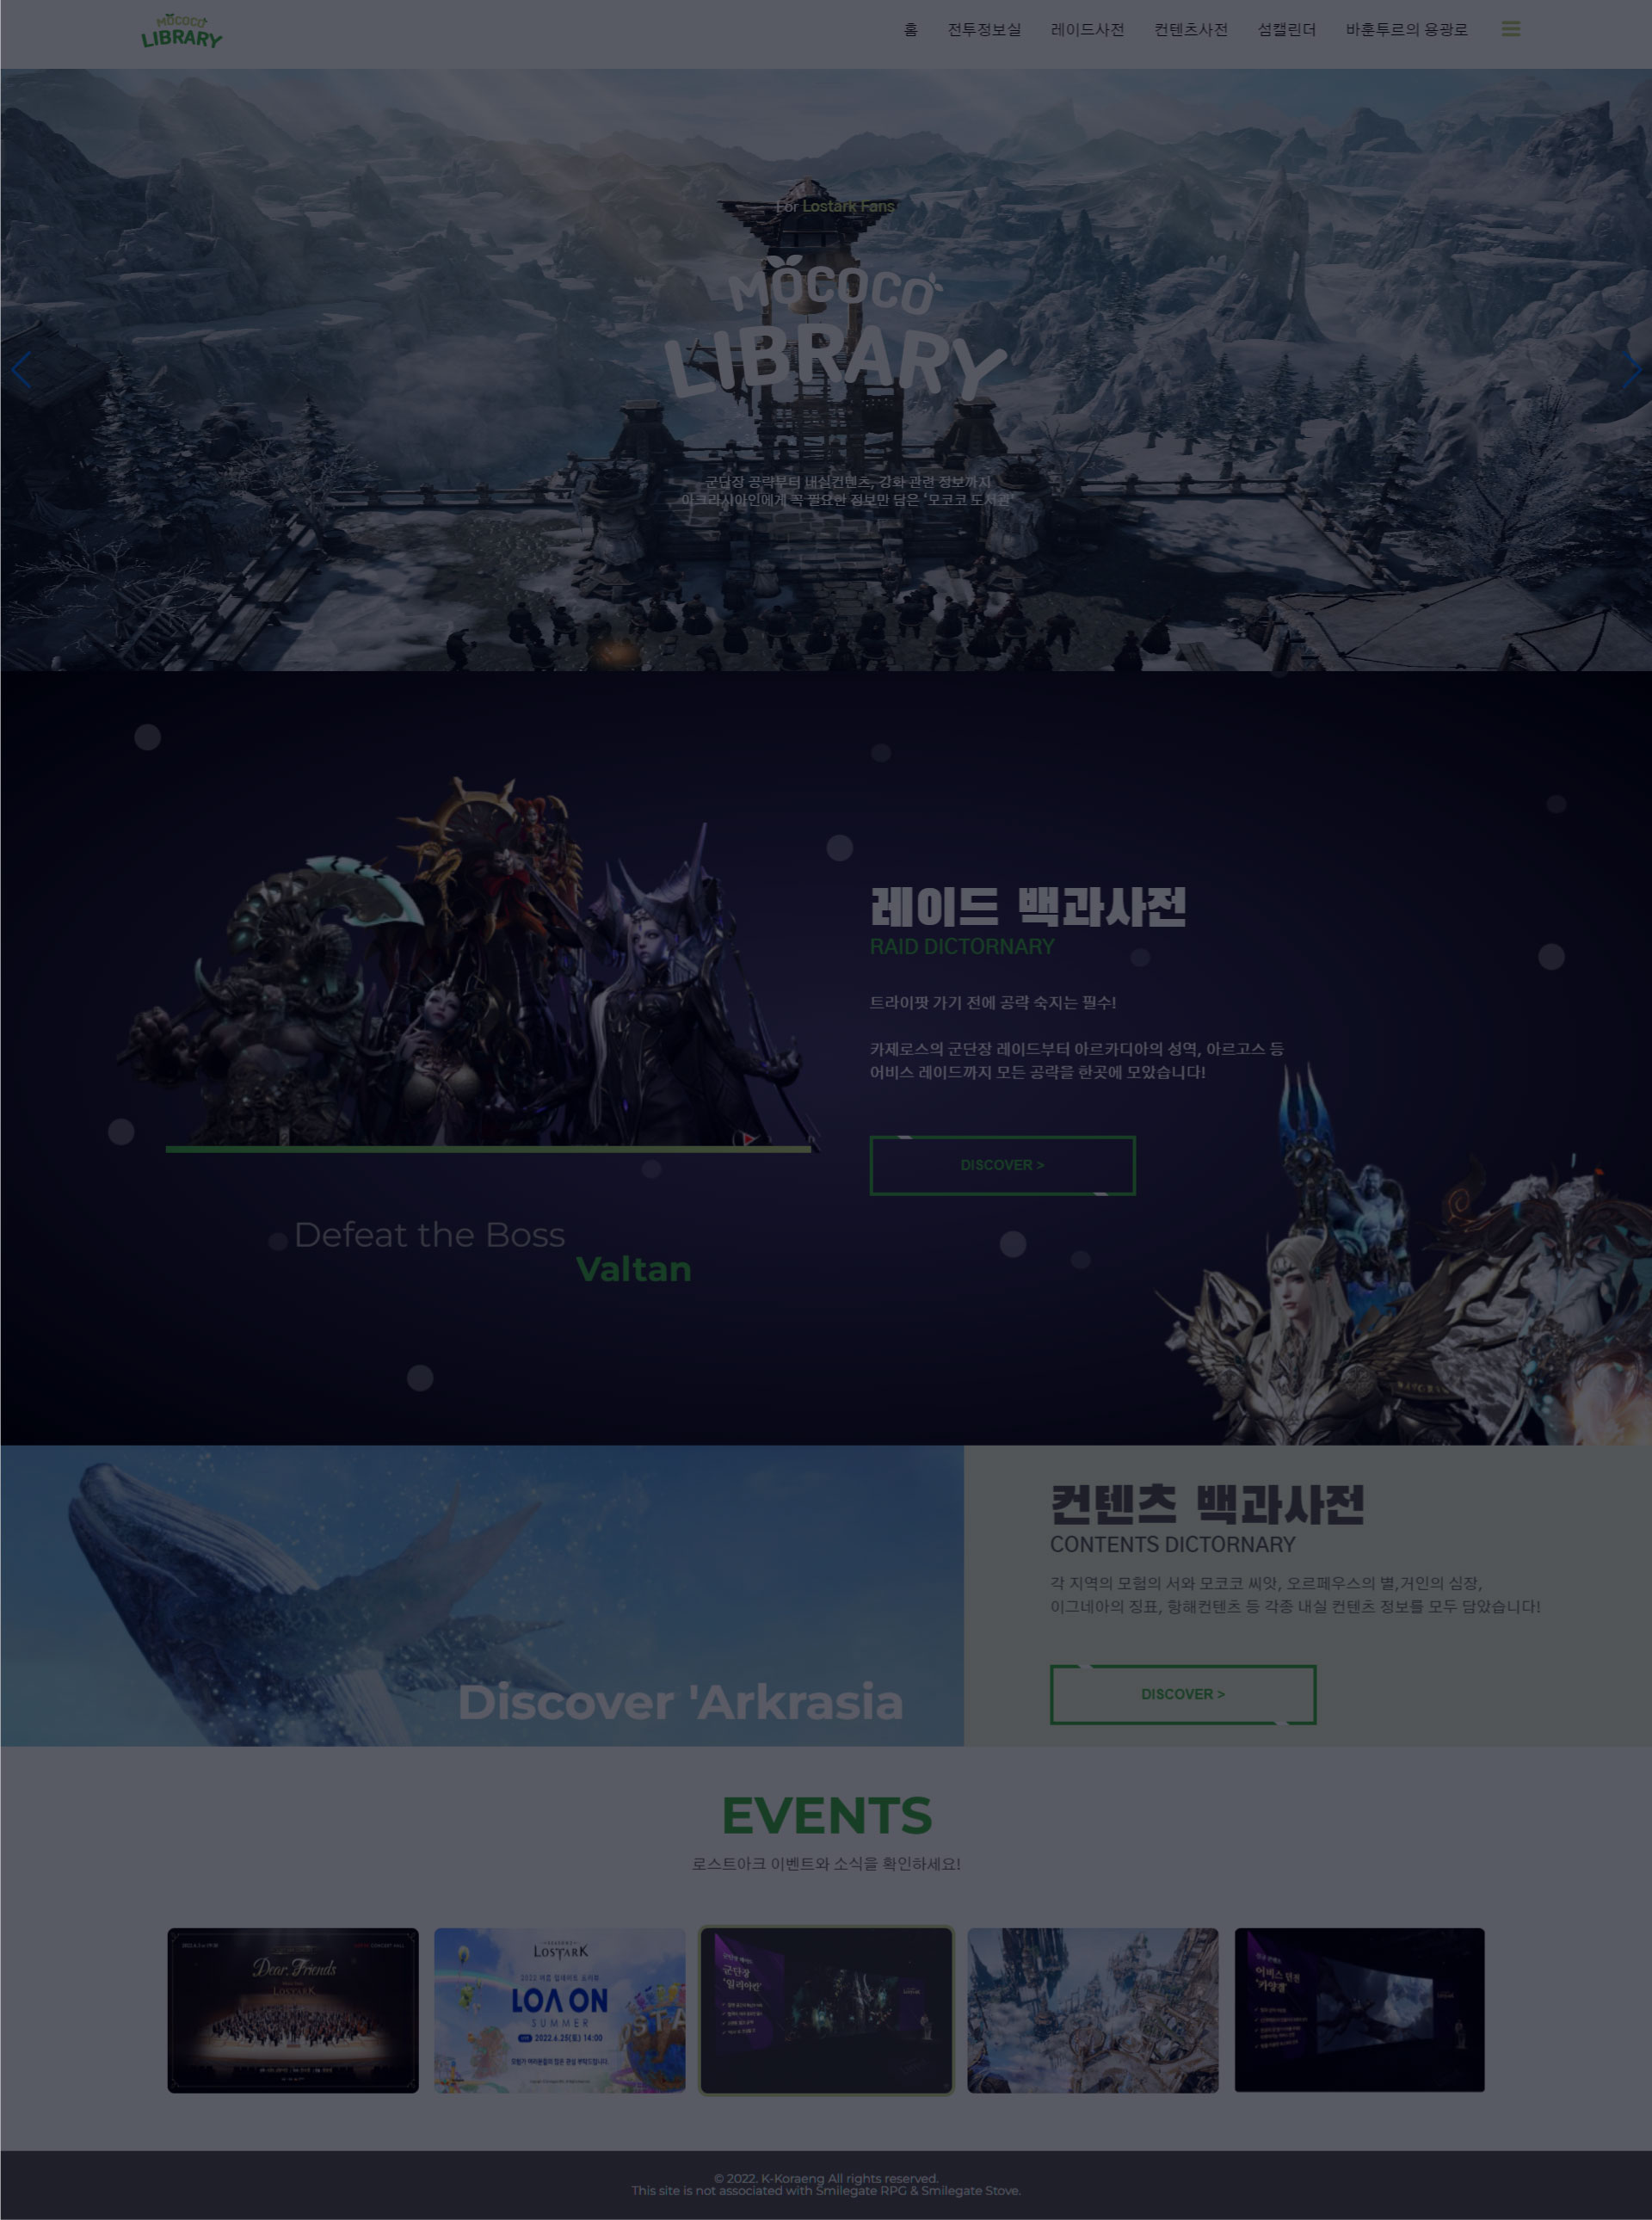 MOCOCO
LIBRARY
홈 전투정보실 레이드사전 컨텐츠사전 섬캘린더 바훈투르의 용광로
For Lostark Fans
MOCOCO
LIBRARY
군단장 공략부터 내실컨텐츠, 강화 관련 정보까지
아크라시아인에게 꼭 필요한 정보만 담은 '모코코 도서관'
레이드 백과사전
RAID DICTORNARY
트라이팟 가기 전에 공략 숙지는 필수!
카제로스의 군단장 레이드부터 아르카디아의 성역, 아르고스 등
어비스 레이드까지 모든 공략을 한곳에 모았습니다!
DISCOVER >
Defeat the Boss
Valtan
Discover 'Arkrasia
컨텐츠 백과사전
CONTENTS DICTORNARY
각 지역의 모험의 서와 모코코 씨앗, 오르페우스의 별,거인의 심장,
이그네아의 징표, 항해컨텐츠 등 각종 내실 컨텐츠 정보를 모두 담았습니다!
DISCOVER >
EVENTS
로스트아크 이벤트와 소식을 확인하세요!
Dear. Friends
LOSTARK
LOSTARK
LOA ON
SUMMER
2022.6.25(토) 14:00
군단장
어비스 던전
© 2022. K-Koraeng All rights reserved.
This site is not associated with Smilegate RPG & Smilegate Stove.